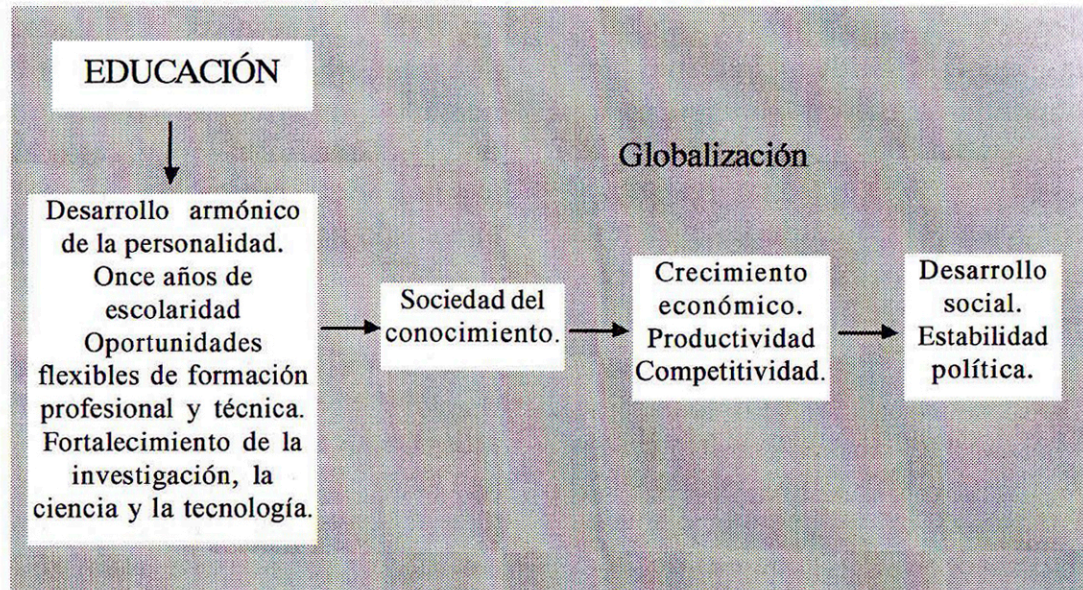 EDUCACIÓN
Globalización
Desarrollo armónico
de la personalidad.
Once años de
escolaridad
Oportunidades
flexibles de formación
profesional y técnica.
Fortalecimiento de la
investigación, la
ciencia y la tecnología.
Sociedad del
conocimiento.
Crecimiento
económico.
Productividad
Competitividad.
Desarrollo
social.
Estabilidad
política.